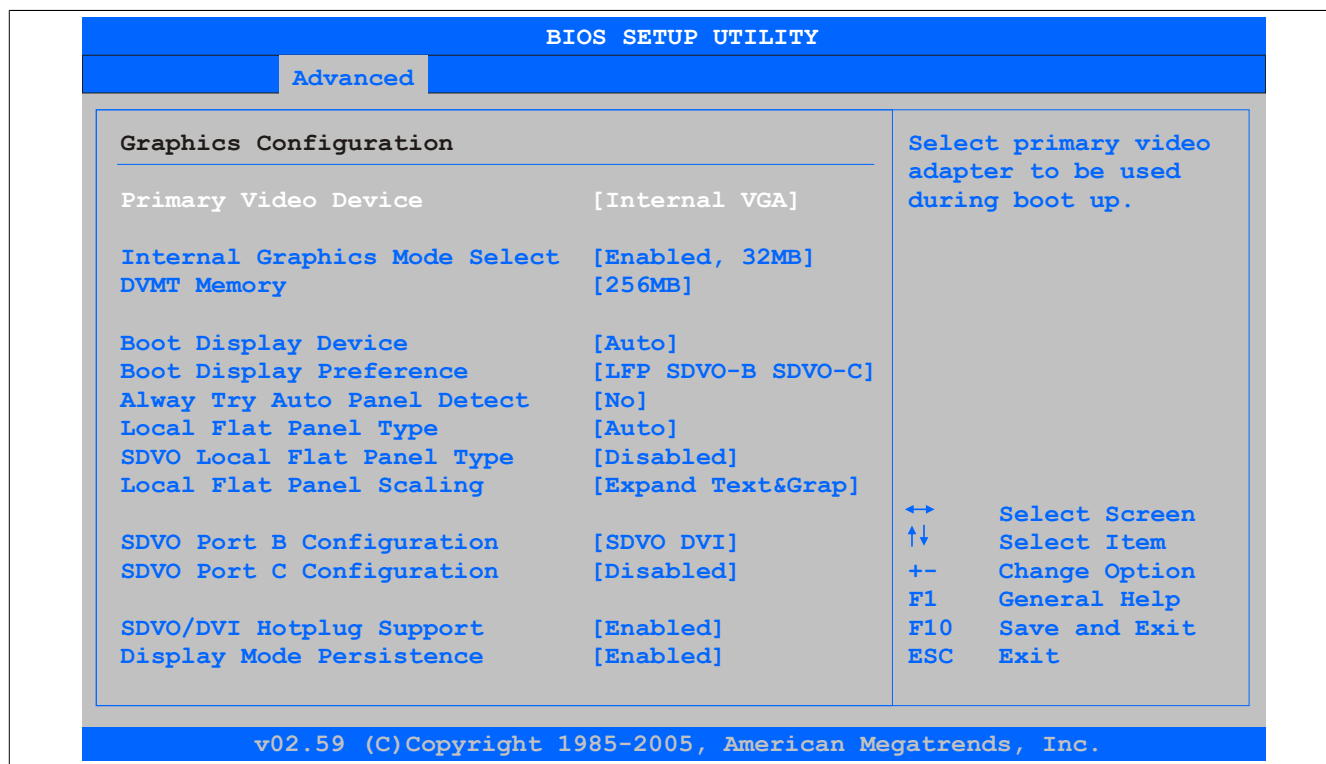 BIOS SETUP UTILITY
Advanced
Graphics Configuration
Primary Video Device [Internal VGA]
Internal Graphics Mode Select [Enabled, 32MB]
DVMT Memory [256MB]
Boot Display Device [Auto]
Boot Display Preference [LFP SDVO-B SDVO-C]
Alway Try Auto Panel Detect [No]
Local Flat Panel Type [Auto]
SDVO Local Flat Panel Type [Disabled]
Local Flat Panel Scaling [Expand Text&Grap]
SDVO Port B Configuration [SDVO DVI]
SDVO Port C Configuration [Disabled]
SDVO/DVI Hotplug Support [Enabled]
Display Mode Persistence [Enabled]
Select primary video
adapter to be used
during boot up.
↔ Select Screen
↑↓ Select Item
+- Change Option
F1 General Help
F10 Save and Exit
ESC Exit
v02.59 (C)Copyright 1985-2005, American Megatrends, Inc.